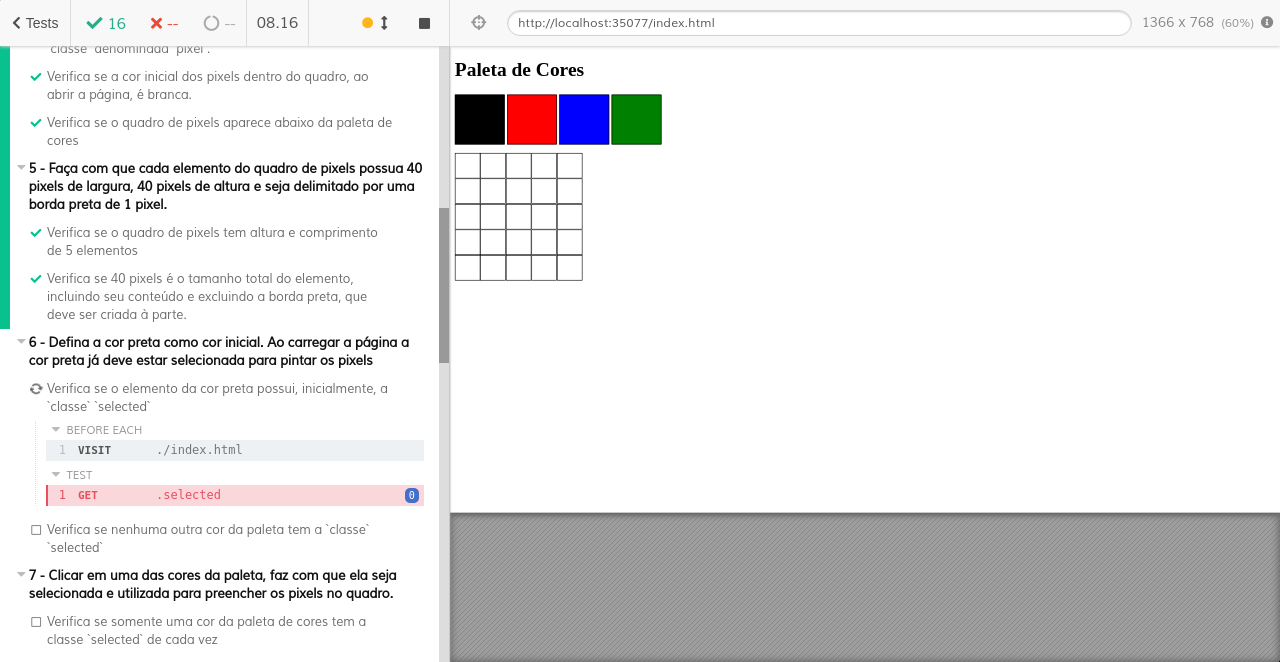 Tests
16
--
--
08.16
http://localhost:35077/index.html
1366 x 768 (60%)
`classe` denominada `pixel`.
Verifica se a cor inicial dos pixels dentro do quadro, ao
abrir a página, é branca.
Verifica se o quadro de pixels aparece abaixo da paleta de
cores
5 - Faça com que cada elemento do quadro de pixels possua 40
pixels de largura, 40 pixels de altura e seja delimitado por uma
borda preta de 1 pixel.
Verifica se o quadro de pixels tem altura e comprimento
de 5 elementos
Verifica se 40 pixels é o tamanho total do elemento,
incluindo seu conteúdo e excluindo a borda preta, que
deve ser criada à parte.
6 - Defina a cor preta como cor inicial. Ao carregar a página a
cor preta já deve estar selecionada para pintar os pixels
Verifica se o elemento da cor preta possui, inicialmente, a
`classe` `selected`
BEFORE EACH
1 VISIT ./index.html
TEST
1 GET .selected 0
Verifica se nenhuma outra cor da paleta tem a `classe`
`selected`
7 - Clicar em uma das cores da paleta, faz com que ela seja
selecionada e utilizada para preencher os pixels no quadro.
Verifica se somente uma cor da paleta de cores tem a
classe `selected` de cada vez
Paleta de Cores